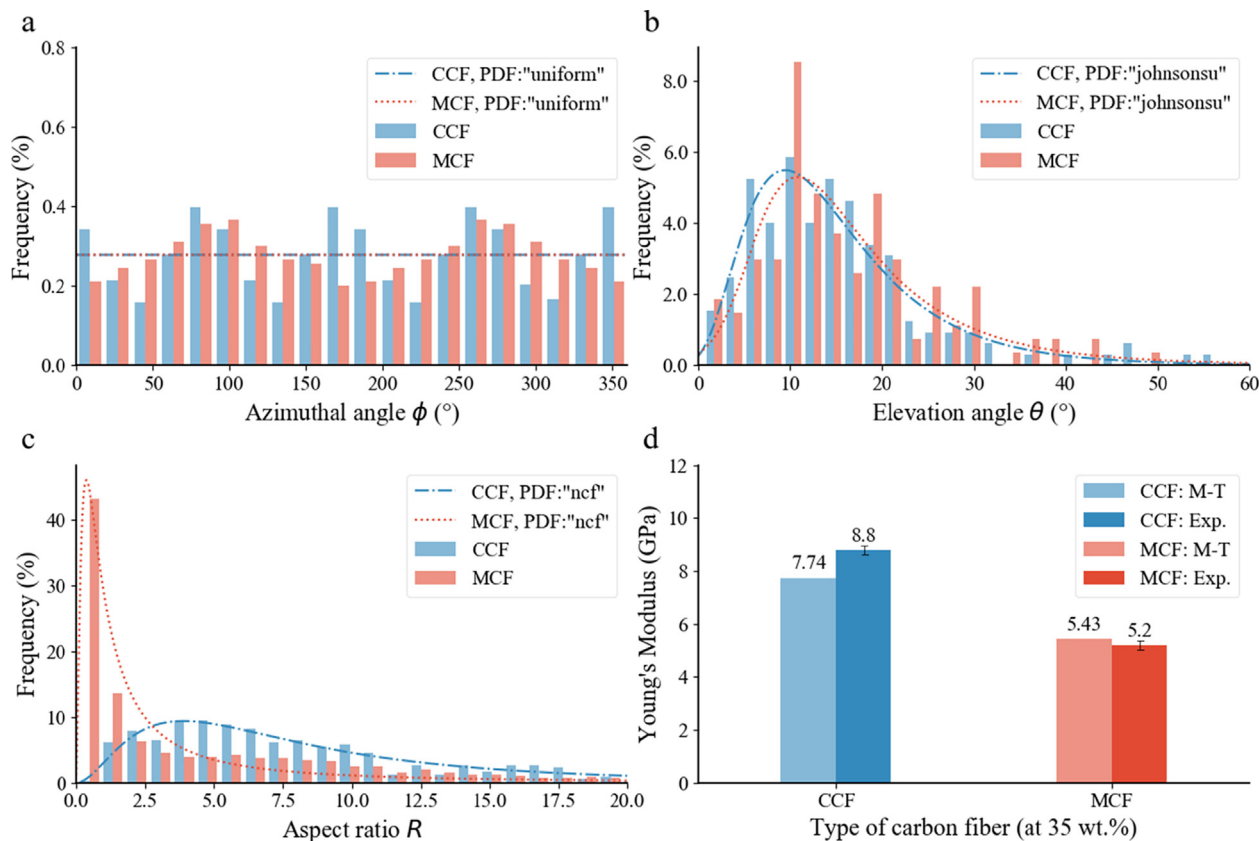 a
0.8
0.6
0.4
0.2
0.0
Frequency (%)
CCF, PDF:"uniform"
MCF, PDF:"uniform"
CCF
MCF
0 50 100 150 200 250 300 350
Azimuthal angle ϕ (°)
b
8.0
6.0
4.0
2.0
0.0
Frequency (%)
CCF, PDF:"johnsonsu"
MCF, PDF:"johnsonsu"
CCF
MCF
0 10 20 30 40 50 60
Elevation angle θ (°)
c
40
30
20
10
0
Frequency (%)
CCF, PDF:"ncf"
MCF, PDF:"ncf"
CCF
MCF
0.0 2.5 5.0 7.5 10.0 12.5 15.0 17.5 20.0
Aspect ratio R
d
12
10
8
6
4
2
0
Young's Modulus (GPa)
CCF: M-T
CCF: Exp.
MCF: M-T
MCF: Exp.
7.74
8.8
5.43
5.2
CCF MCF
Type of carbon fiber (at 35 wt.%)